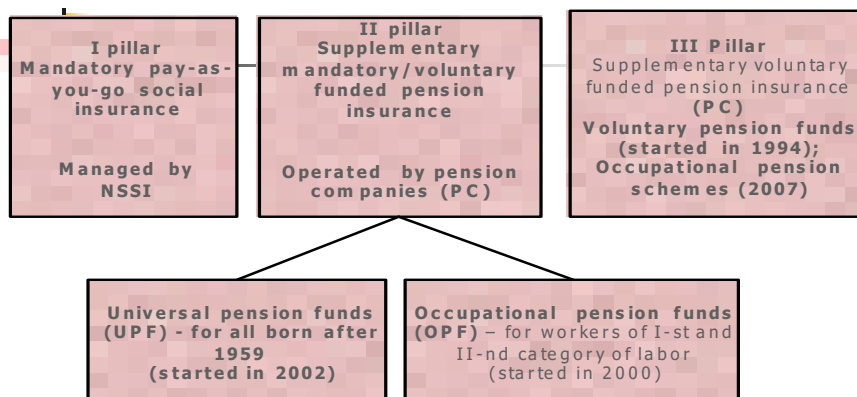 I pillar
Mandatory pay-as-
you-go social
insurance
Managed by
NSSI
II pillar
Supplementary
mandatory/voluntary
funded pension
insurance
Operated by pension
companies (PC)
III Pillar
Supplementary voluntary
funded pension insurance
(PC)
Voluntary pension funds
(started in 1994);
Occupational pension
schemes (2007)
Universal pension funds
(UPF) - for all born after
1959
(started in 2002)
Occupational pension funds
(OPF) – for workers of I-st and
II-nd category of labor
(started in 2000)